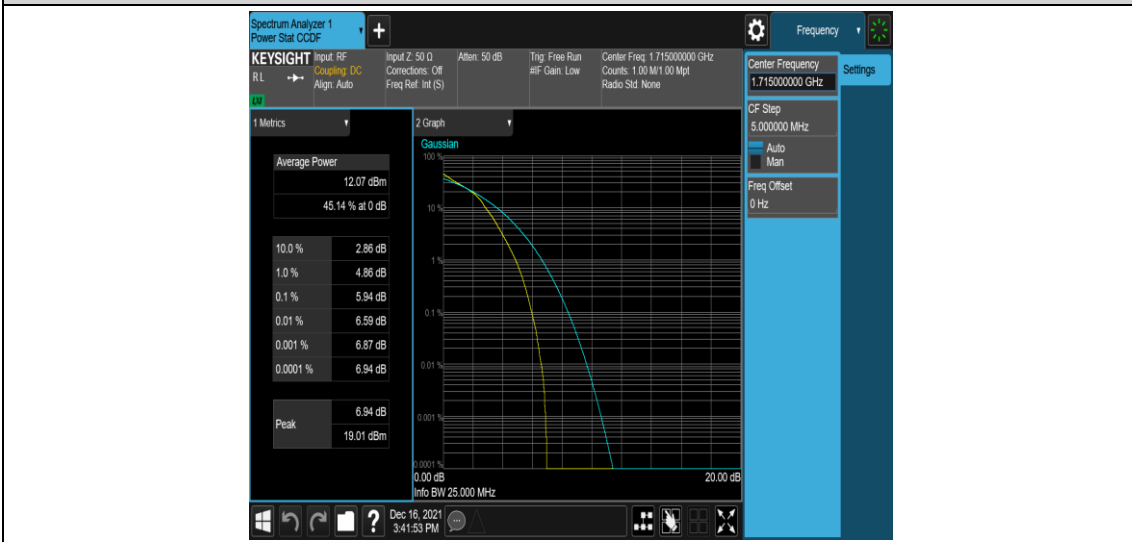 Spectrum Analyzer 1
Power Stat CCDF
+
Frequency
KEYSIGHT
Input: RF
Coupling: DC
Align: Auto
R L
LXI
Input Z: 50 Ω
Corrections: Off
Freq Ref: Int (S)
Atten: 50 dB
Trig: Free Run
#IF Gain: Low
Center Freq: 1.715000000 GHz
Counts: 1.00 M/1.00 Mpt
Radio Std: None
Center Frequency
1.715000000 GHz
Settings
CF Step
5.000000 MHz
Auto
Man
Freq Offset
0 Hz
1 Metrics
Average Power
12.07 dBm
45.14 % at 0 dB
10.0 % 2.86 dB
1.0 % 4.86 dB
0.1 % 5.94 dB
0.01 % 6.59 dB
0.001 % 6.87 dB
0.0001 % 6.94 dB
Peak
6.94 dB
19.01 dBm
2 Graph
Gaussian
100 %
10 %
1 %
0.1 %
0.01 %
0.001 %
0.0001 %
0.00 dB
20.00 dB
Info BW 25.000 MHz
?
Dec 16, 2021
3:41:53 PM